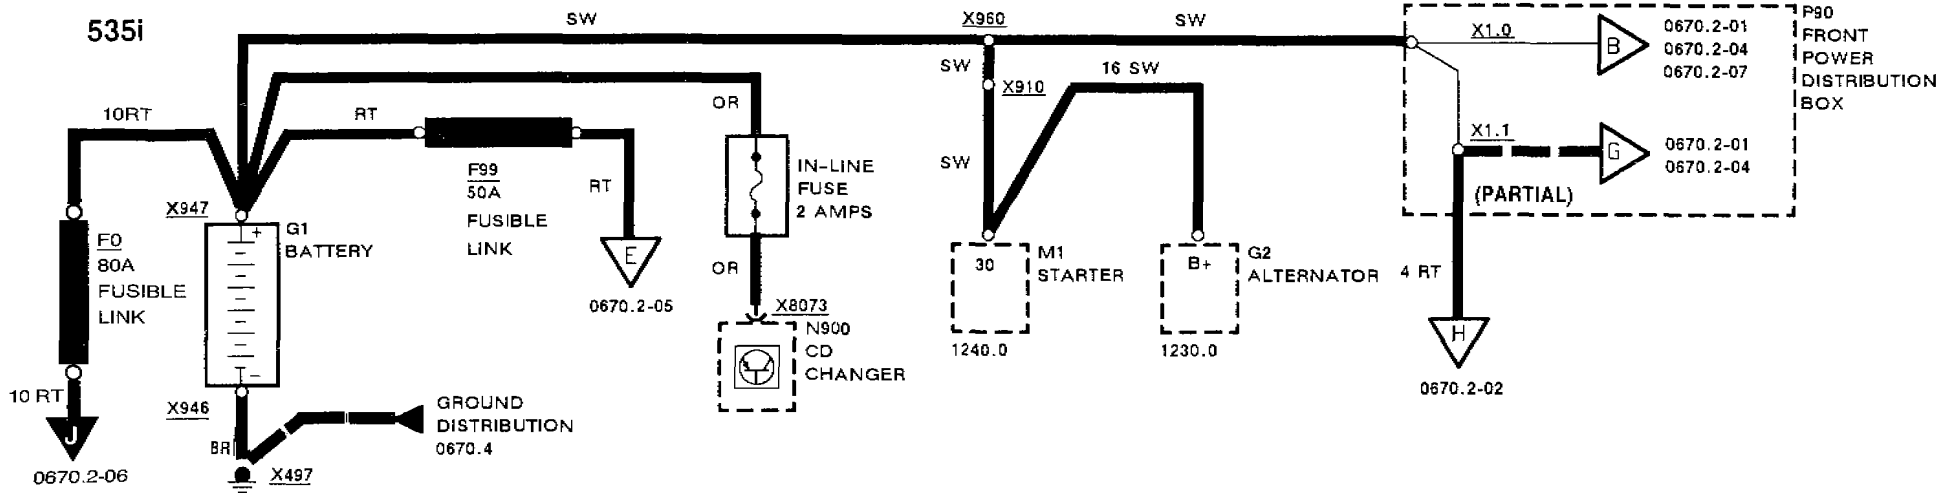 535i
SW
X960
SW
P90
FRONT
POWER
DISTRIBUTION
BOX
X1.0
B
0670.2-01
0670.2-04
0670.2-07
SW
X910
16 SW
10RT
RT
OR
X1.1
G
0670.2-01
0670.2-04
(PARTIAL)
F99
50A
FUSIBLE
LINK
RT
IN-LINE
FUSE
2 AMPS
SW
X947
+
G1
BATTERY
F0
80A
FUSIBLE
LINK
E
0670.2-05
OR
X8073
N900
CD
CHANGER
30
M1
STARTER
1240.0
B+
G2
ALTERNATOR
1230.0
4 RT
H
0670.2-02
10 RT
J
0670.2-06
−
X946
BR
GROUND
DISTRIBUTION
0670.4
X497